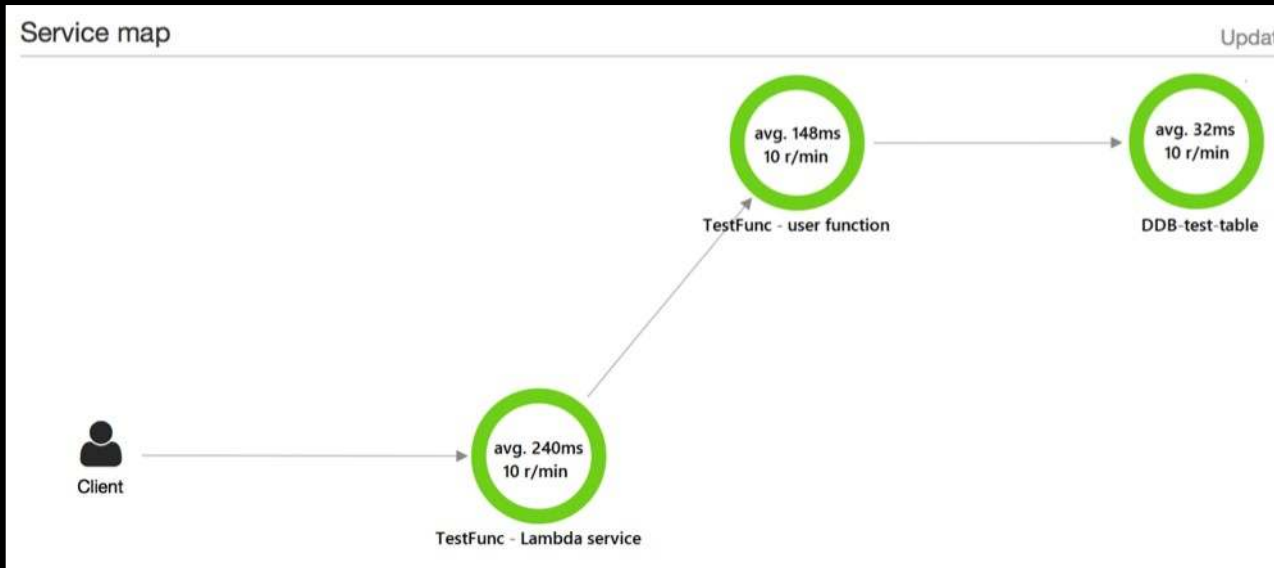 Service map
Updat
avg. 148ms
10 r/min
TestFunc - user function
avg. 32ms
10 r/min
DDB-test-table
Client
avg. 240ms
10 r/min
TestFunc - Lambda service